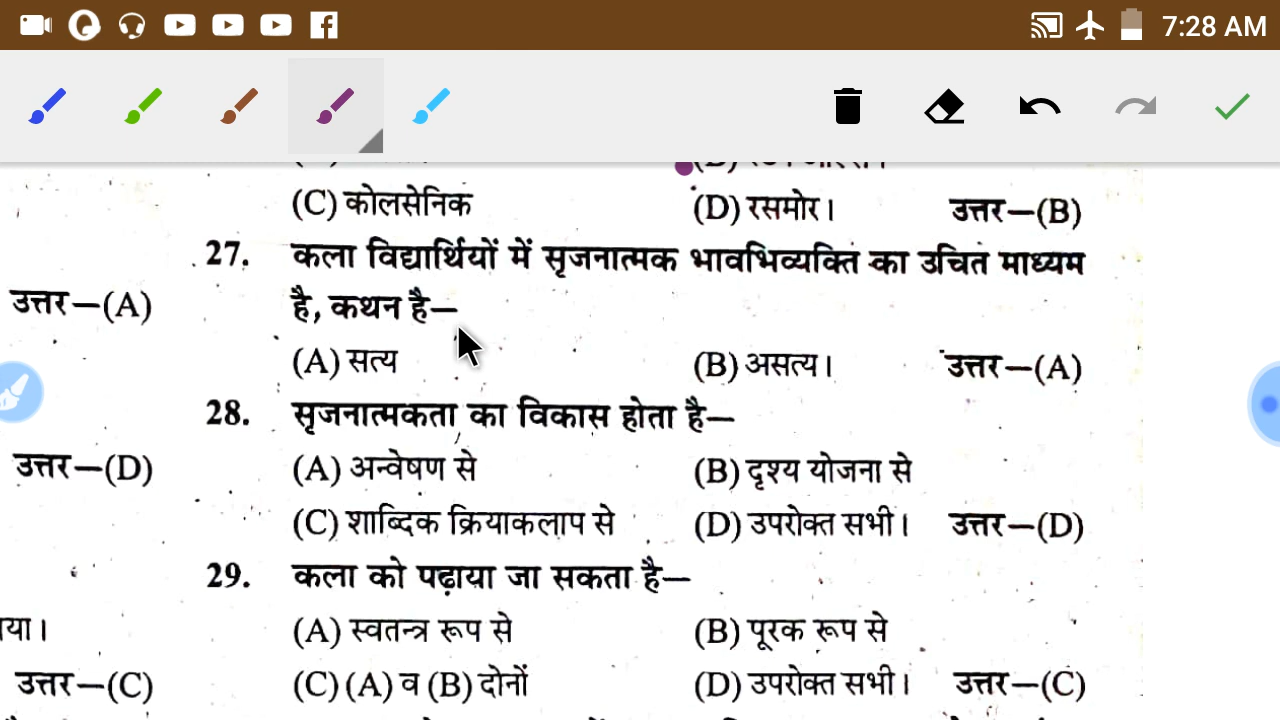 7:28 AM
(C) कोलसेनिक (D) रसमोर। उत्तर—(B)
27. कला विद्यार्थियों में सृजनात्मक भावभिव्यक्ति का उचित माध्यम
उत्तर—(A) है, कथन है—
(A) सत्य (B) असत्य। उत्तर—(A)
28. सृजनात्मकता का विकास होता है—
उत्तर—(D) (A) अन्वेषण से (B) दृश्य योजना से
(C) शाब्दिक क्रियाकलाप से (D) उपरोक्त सभी। उत्तर—(D)
29. कला को पढ़ाया जा सकता है—
(A) स्वतन्त्र रूप से (B) पूरक रूप से
उत्तर—(C) (C) (A) व (B) दोनों (D) उपरोक्त सभी। उत्तर—(C)